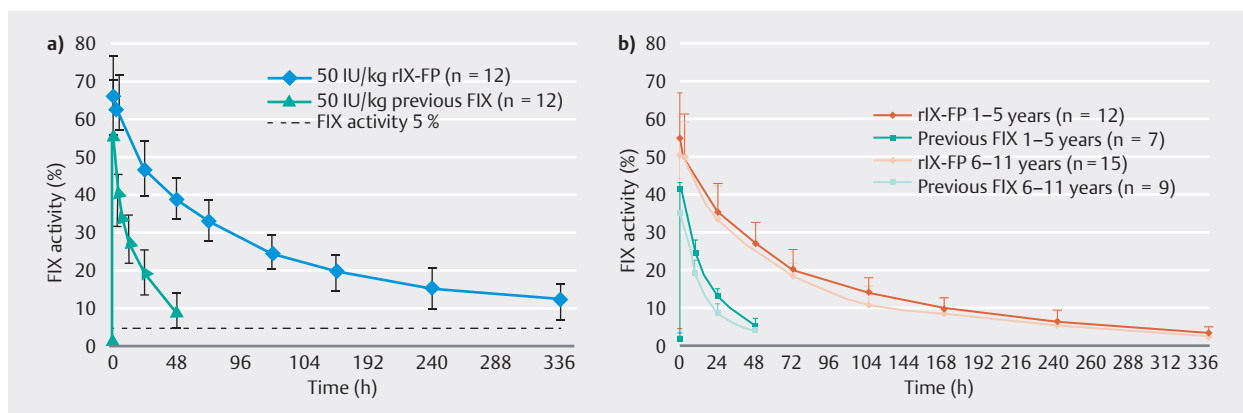 a)
80
70
60
50
40
30
20
10
0
FIX activity (%)
50 IU/kg rIX-FP (n = 12)
50 IU/kg previous FIX (n = 12)
FIX activity 5 %
0 48 96 104 192 240 288 336
Time (h)
b)
80
70
60
50
40
30
20
10
0
FIX activity (%)
rIX-FP 1–5 years (n = 12)
Previous FIX 1–5 years (n = 7)
rIX-FP 6–11 years (n = 15)
Previous FIX 6–11 years (n = 9)
0 24 48 72 96 104 144 168 192 216 240 288 312 336
Time (h)